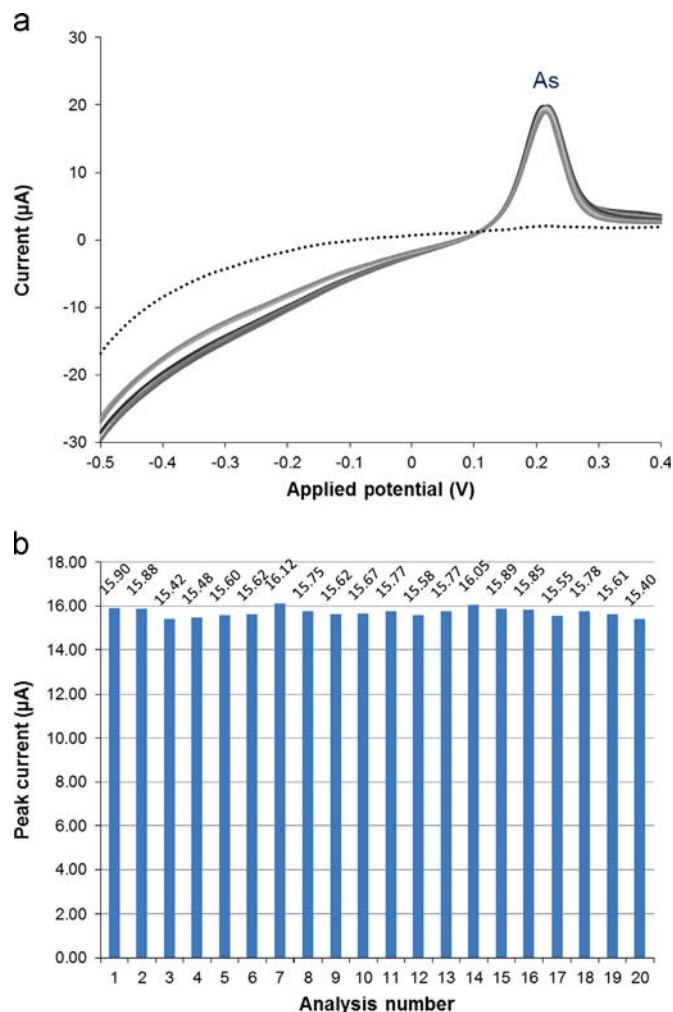 a
30
20
10
0
-10
-20
-30
Current (µA)
As
-0.5 -0.4 -0.3 -0.2 -0.1 0 0.1 0.2 0.3 0.4
Applied potential (V)
b
18.00
16.00
14.00
12.00
10.00
8.00
6.00
4.00
2.00
0.00
Peak current (µA)
15.90 15.88 15.42 15.48 15.60 15.62 16.12 15.75 15.62 15.67 15.77 15.58 15.77 16.05 15.89 15.85 15.55 15.78 15.61 15.40
1 2 3 4 5 6 7 8 9 10 11 12 13 14 15 16 17 18 19 20
Analysis number